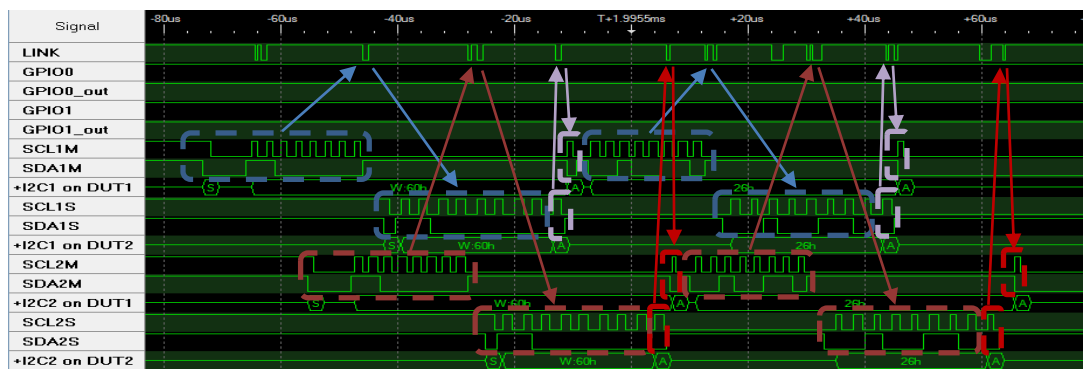 Signal -80us -60us -40us -20us T+1.9955ms +20us +40us +60us
LINK
GPIO0
GPIO0_out
GPIO1
GPIO1_out
SCL1M
SDA1M
+I2C1 on DUT1 S W:60h A 26h A
SCL1S
SDA1S
+I2C1 on DUT2 S W:60h A 26h A
SCL2M
SDA2M
+I2C2 on DUT1 S W:60h A 26h A
SCL2S
SDA2S
+I2C2 on DUT2 S W:60h A 26h A